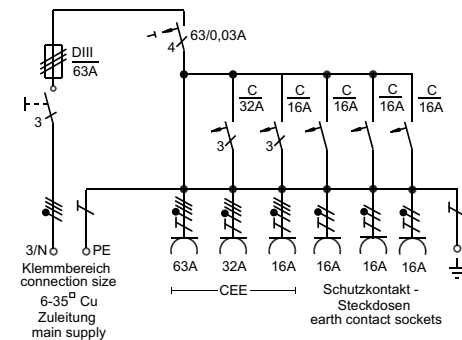 DIII
63A
63/0,03A
4
3
C
32A
C
16A
C
16A
C
16A
C
16A
3
3
3/N
PE
63A
32A
16A
16A
16A
16A
CEE
Klemmbereich
connection size
6-35□ Cu
Zuleitung
main supply
Schutzkontakt -
Steckdosen
earth contact sockets